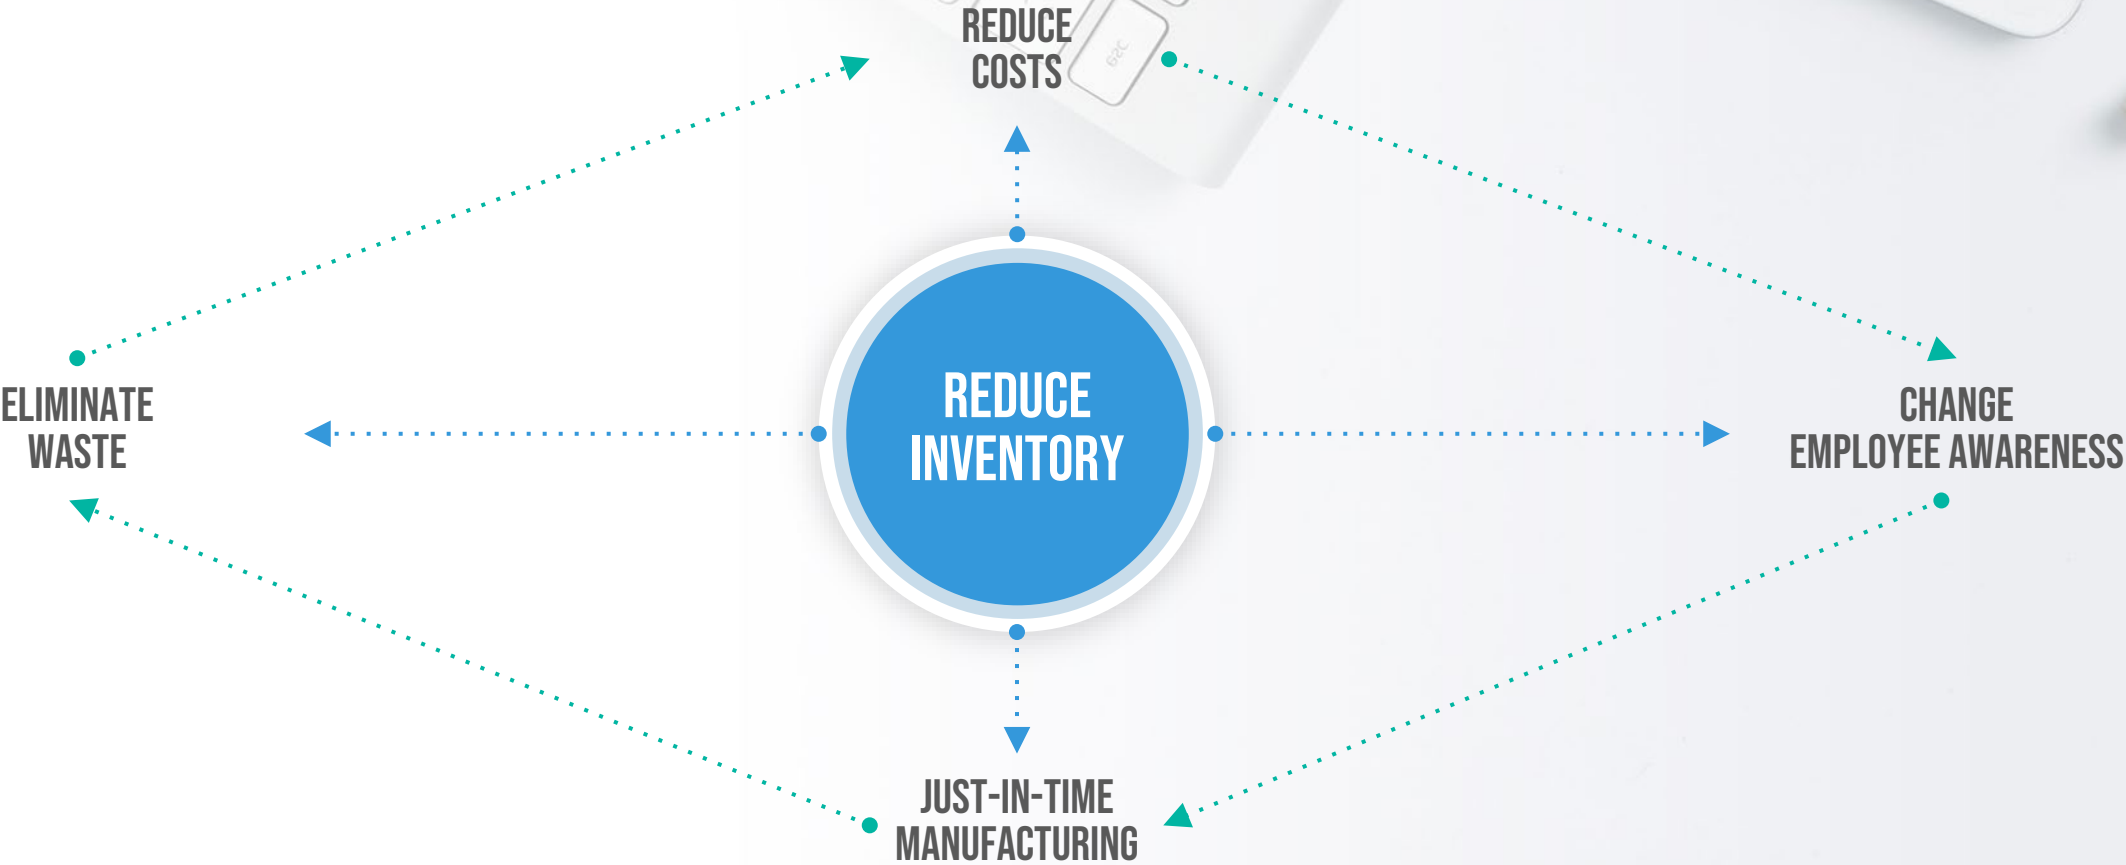 REDUCE
COSTS
ELIMINATE
WASTE
REDUCE
INVENTORY
CHANGE
EMPLOYEE AWARENESS
JUST-IN-TIME
MANUFACTURING